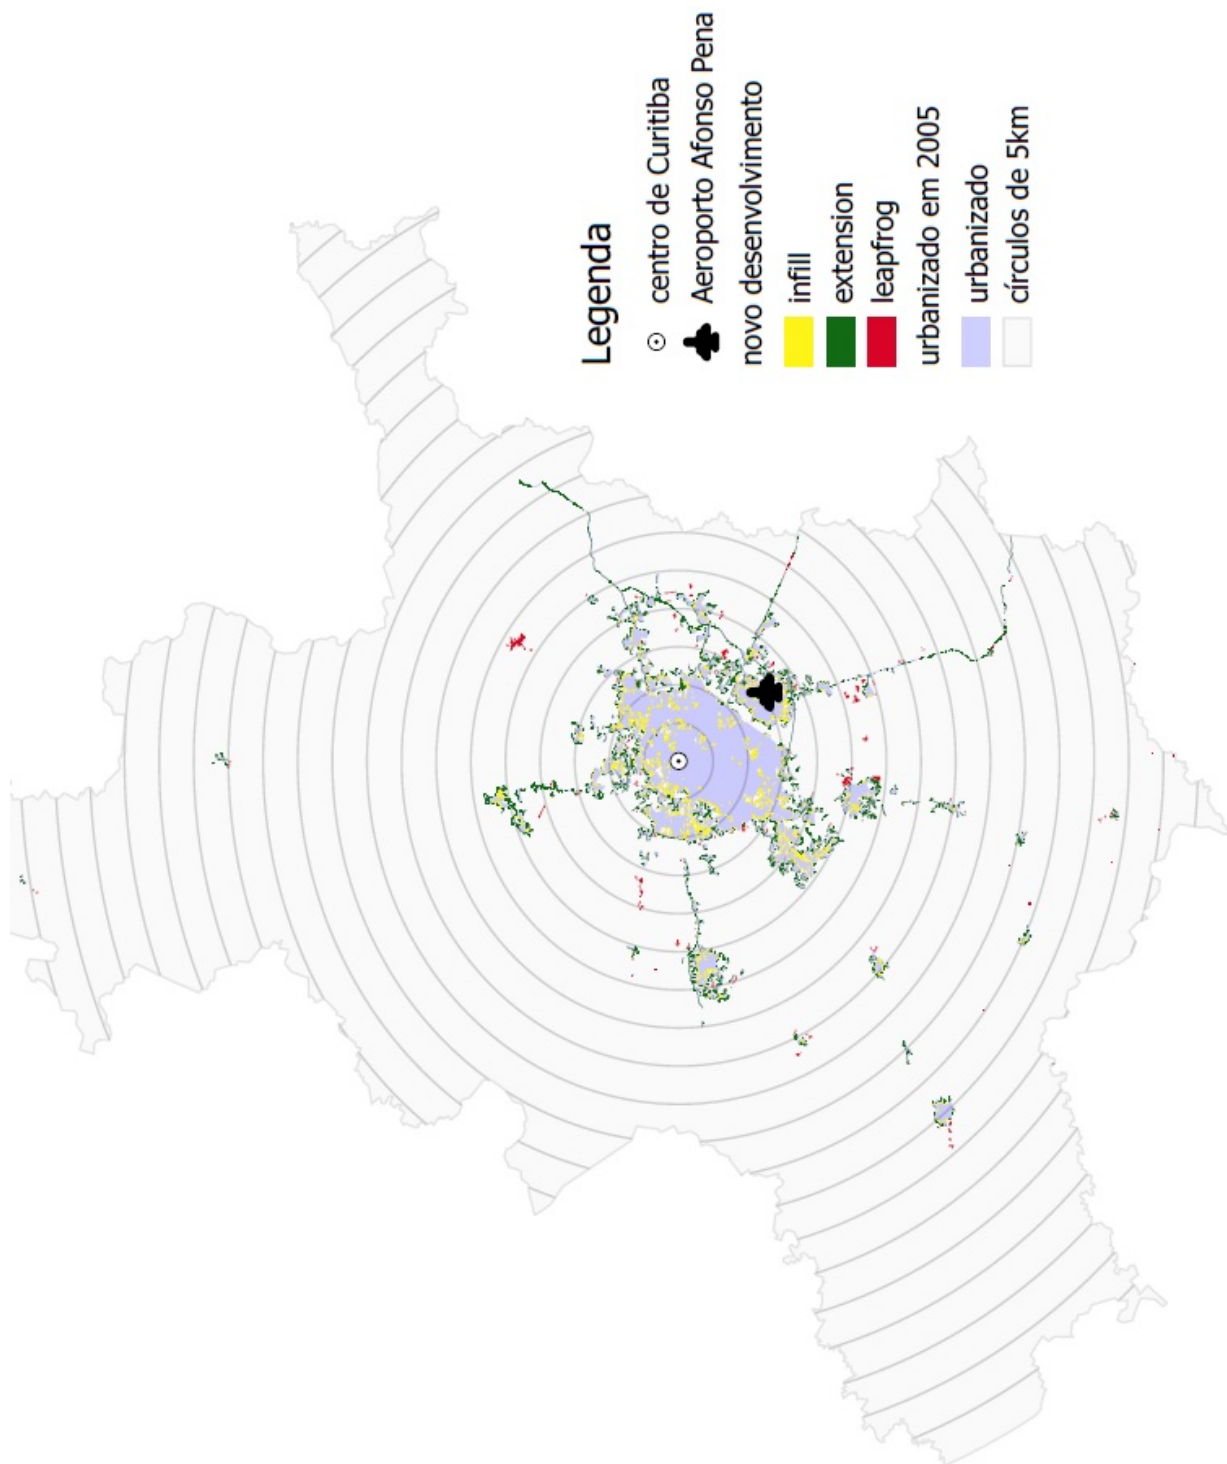 Legenda
centro de Curitiba
Aeroporto Afonso Pena
novo desenvolvimento
infill
extension
leapfrog
urbanizado em 2005
urbanizado
círculos de 5km